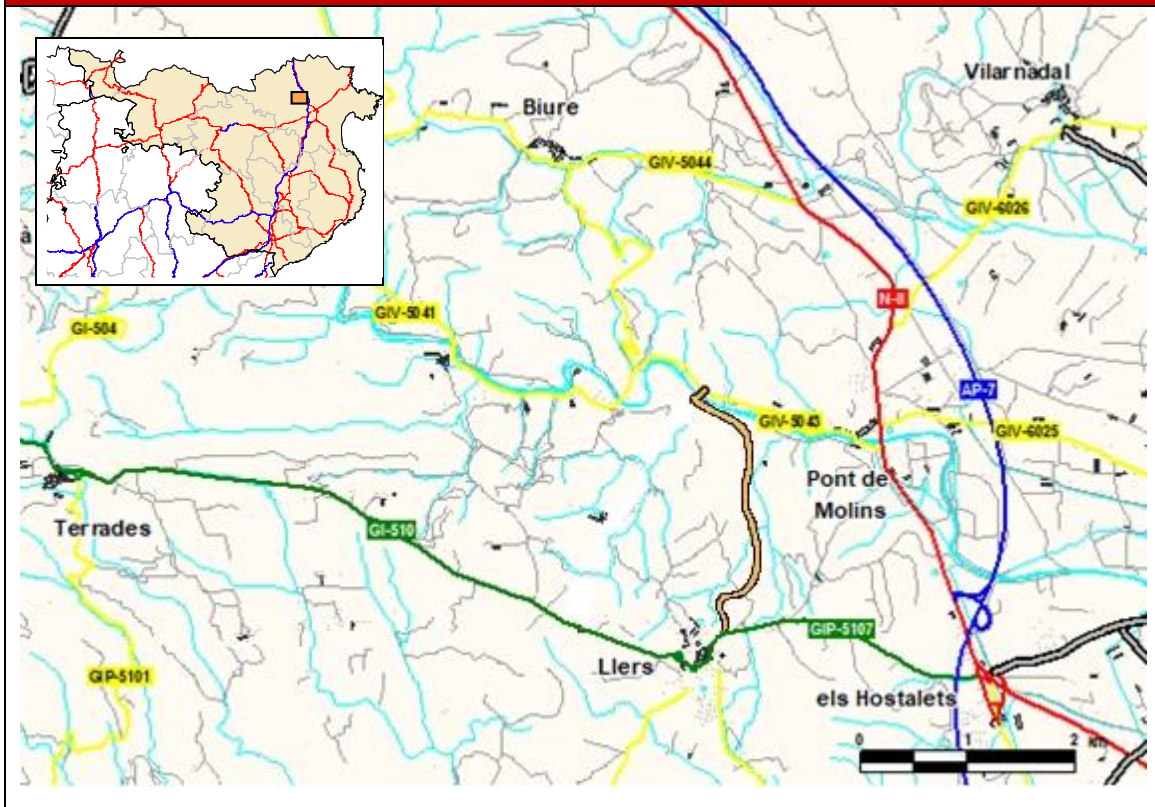 Vilarnadal
Biure
GIV-5044
GIV-6026
à
N-II
GIV-5041
GI-504
AP-7
GIV-5043
GIV-6025
Pont de
Molins
Terrades
GI-510
GIP-5107
Llers
GIP-5101
els Hostalets
0 1 2 km